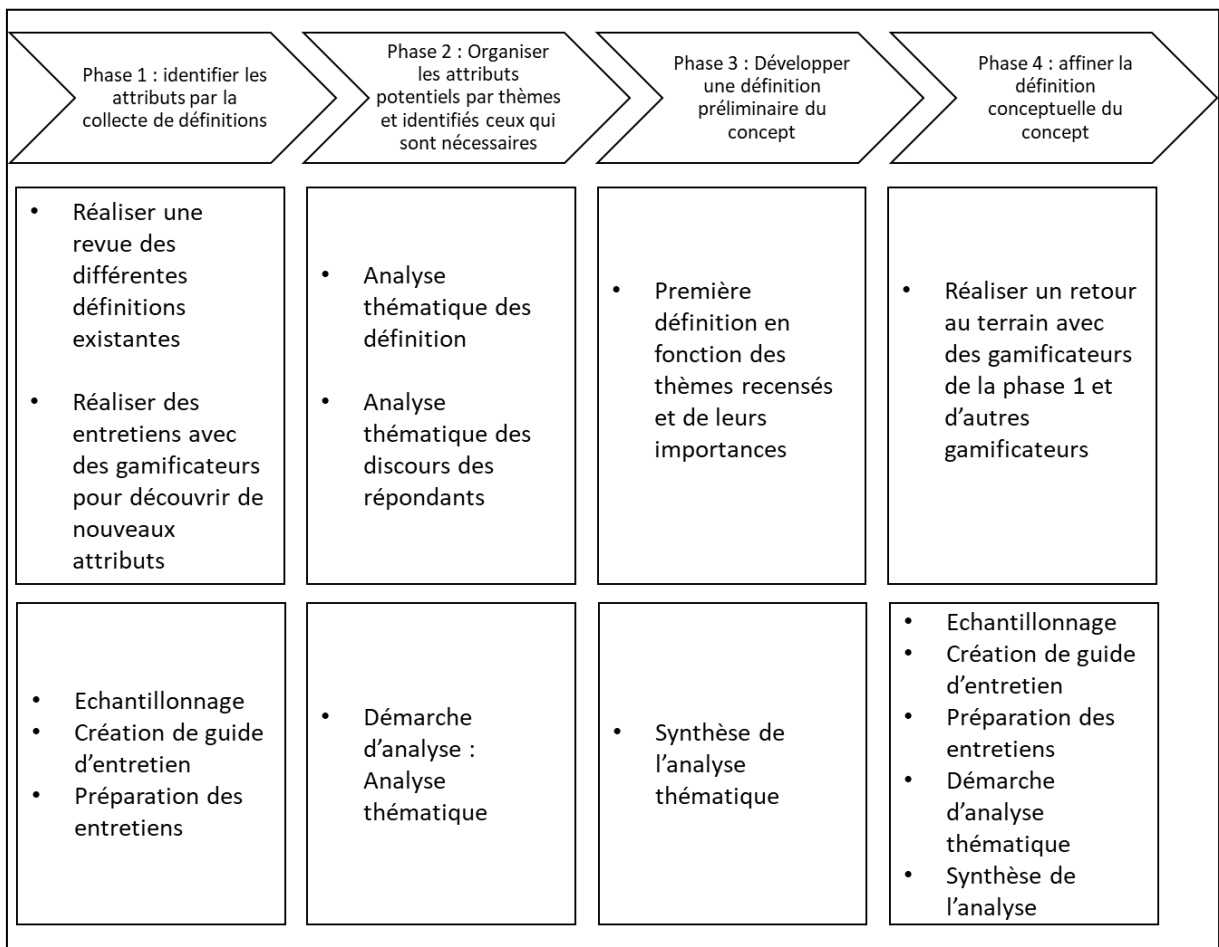 Phase 1 : identifier les
attributs par la
collecte de définitions
Phase 2 : Organiser
les attributs
potentiels par thèmes
et identifiés ceux qui
sont nécessaires
Phase 3 : Développer
une définition
préliminaire du
concept
Phase 4 : affiner la
définition
conceptuelle du
concept
• Réaliser une
revue des
différentes
définitions
existantes
• Réaliser des
entretiens avec
des gamificateurs
pour découvrir de
nouveaux
attributs
• Analyse
thématique des
définition
• Analyse
thématique des
discours des
répondants
• Première
définition en
fonction des
thèmes recensés
et de leurs
importances
• Réaliser un retour
au terrain avec
des gamificateurs
de la phase 1 et
d'autres
gamificateurs
• Echantillonnage
• Création de guide
d'entretien
• Préparation des
entretiens
• Démarche
d'analyse :
Analyse
thématique
• Synthèse de
l'analyse
thématique
• Echantillonnage
• Création de guide
d'entretien
• Préparation des
entretiens
• Démarche
d'analyse
thématique
• Synthèse de
l'analyse